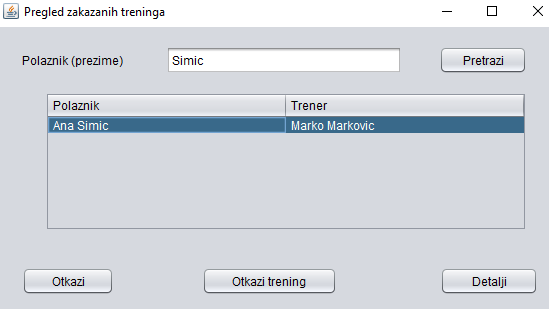 Pregled zakazanih treninga
Polaznik (prezime) Simic Pretrazi
Polaznik Trener
Ana Simic Marko Markovic
Otkazi Otkazi trening Detalji